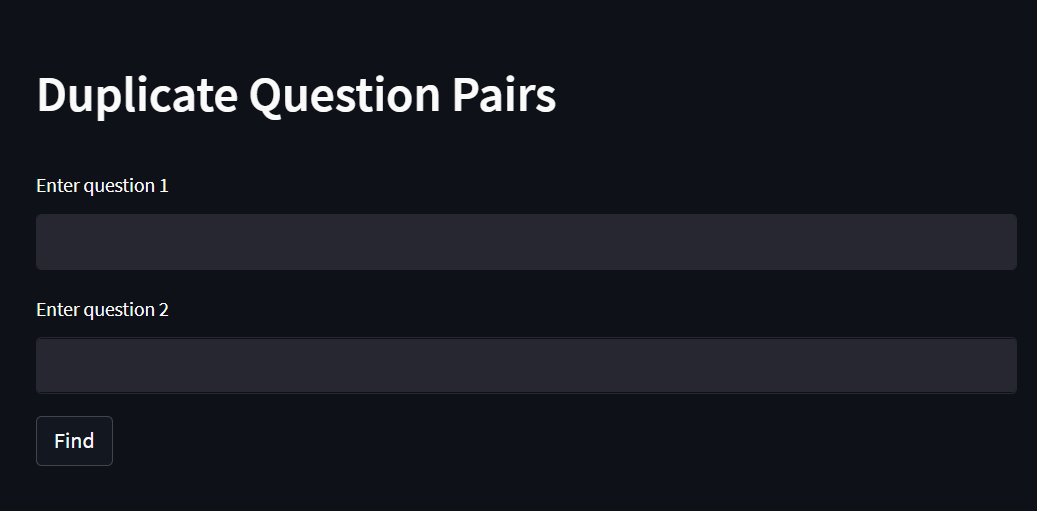 Duplicate Question Pairs
Enter question 1
Enter question 2
Find